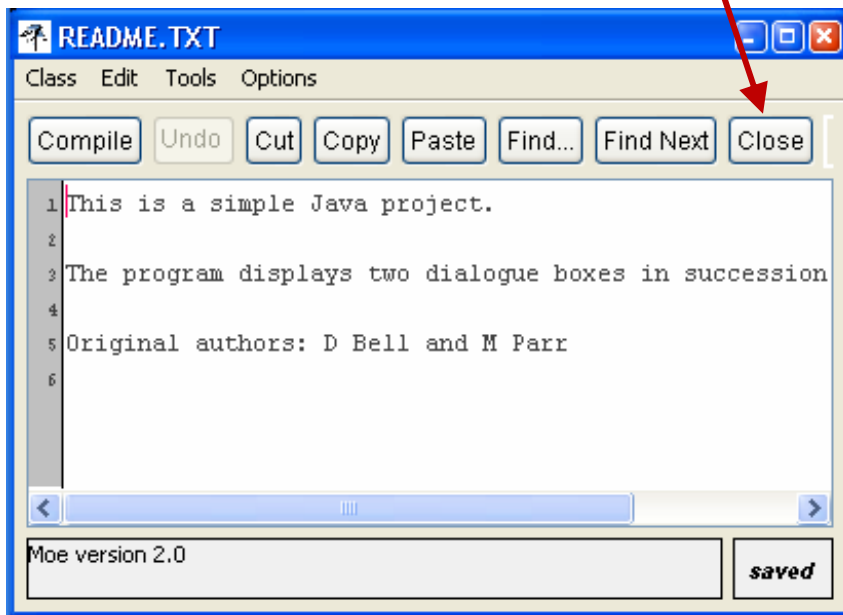 README.TXT
Class Edit Tools Options
Compile Undo Cut Copy Paste Find... Find Next Close
1 This is a simple Java project.
2
3 The program displays two dialogue boxes in succession
4
5 Original authors: D Bell and M Parr
6
Moe version 2.0
saved